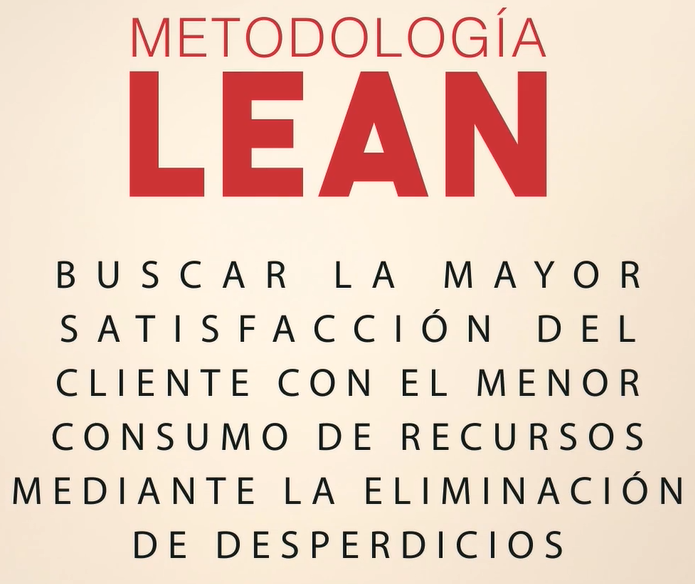 METODOLOGÍA
LEAN
BUSCAR LA MAYOR
SATISFACCIÓN DEL
CLIENTE CON EL MENOR
CONSUMO DE RECURSOS
MEDIANTE LA ELIMINACIÓN
DE DESPERDICIOS